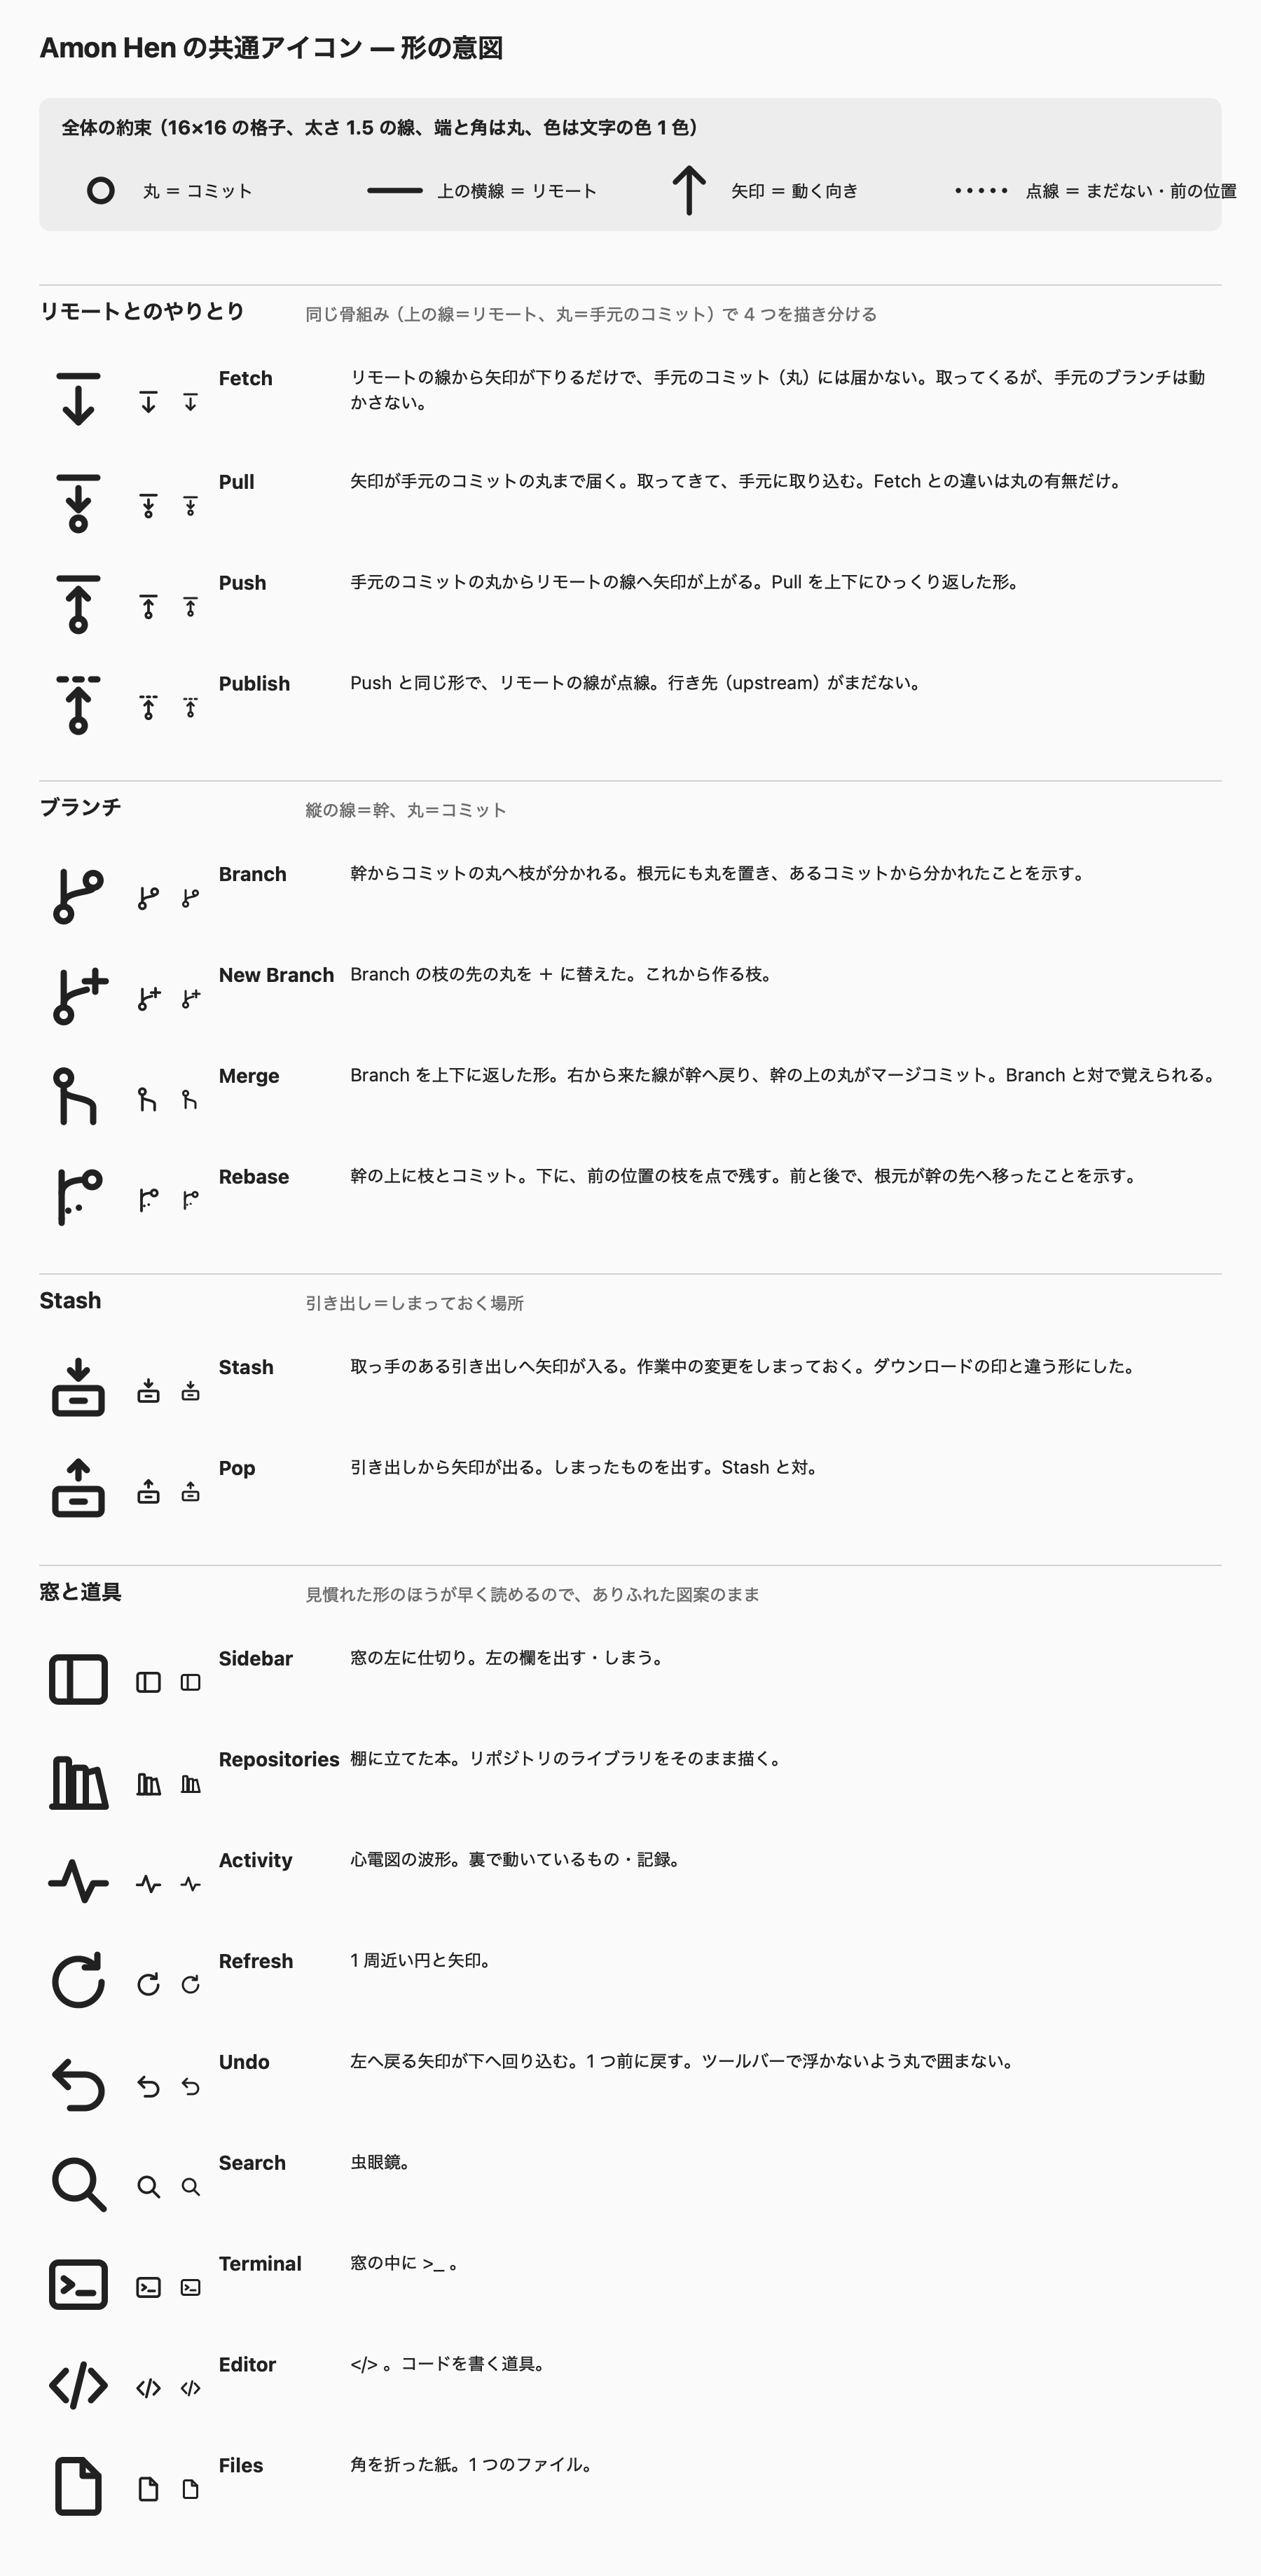 Amon Hen の共通アイコン — 形の意図
全体の約束（16×16 の格子、太さ 1.5 の線、端と角は丸、色は文字の色 1 色）
丸 = コミット
上の横線 = リモート
矢印 = 動く向き
点線 = まだない・前の位置
リモートとのやりとり
同じ骨組み（上の線＝リモート、丸＝手元のコミット）で 4 つを描き分ける
Fetch
リモートの線から矢印が下りるだけで、手元のコミット（丸）には届かない。取ってくるが、手元のブランチは動
かさない。
Pull
矢印が手元のコミットの丸まで届く。取ってきて、手元に取り込む。Fetch との違いは丸の有無だけ。
Push
手元のコミットの丸からリモートの線へ矢印が上がる。Pull を上下にひっくり返した形。
Publish
Push と同じ形で、リモートの線が点線。行き先（upstream）がまだない。
ブランチ
縦の線＝幹、丸＝コミット
Branch
幹からコミットの丸へ枝が分かれる。根元にも丸を置き、あるコミットから分かれたことを示す。
New Branch
Branch の枝の先の丸を ＋ に替えた。これから作る枝。
Merge
Branch を上下に返した形。右から来た線が幹へ戻り、幹の上の丸がマージコミット。Branch と対で覚えられる。
Rebase
幹の上に枝とコミット。下に、前の位置の枝を点で残す。前と後で、根元が幹の先へ移ったことを示す。
Stash
引き出し＝しまっておく場所
Stash
取っ手のある引き出しへ矢印が入る。作業中の変更をしまっておく。ダウンロードの印と違う形にした。
Pop
引き出しから矢印が出る。しまったものを出す。Stash と対。
窓と道具
見慣れた形のほうが早く読めるので、ありふれた図案のまま
Sidebar
窓の左に仕切り。左の欄を出す・しまう。
Repositories
棚に立てた本。リポジトリのライブラリをそのまま描く。
Activity
心電図の波形。裏で動いているもの・記録。
Refresh
1 周近い円と矢印。
Undo
左へ戻る矢印が下へ回り込む。1 つ前に戻す。ツールバーで浮かないよう丸で囲まない。
Search
虫眼鏡。
Terminal
窓の中に >_ 。
Editor
</> 。コードを書く道具。
Files
角を折った紙。1 つのファイル。